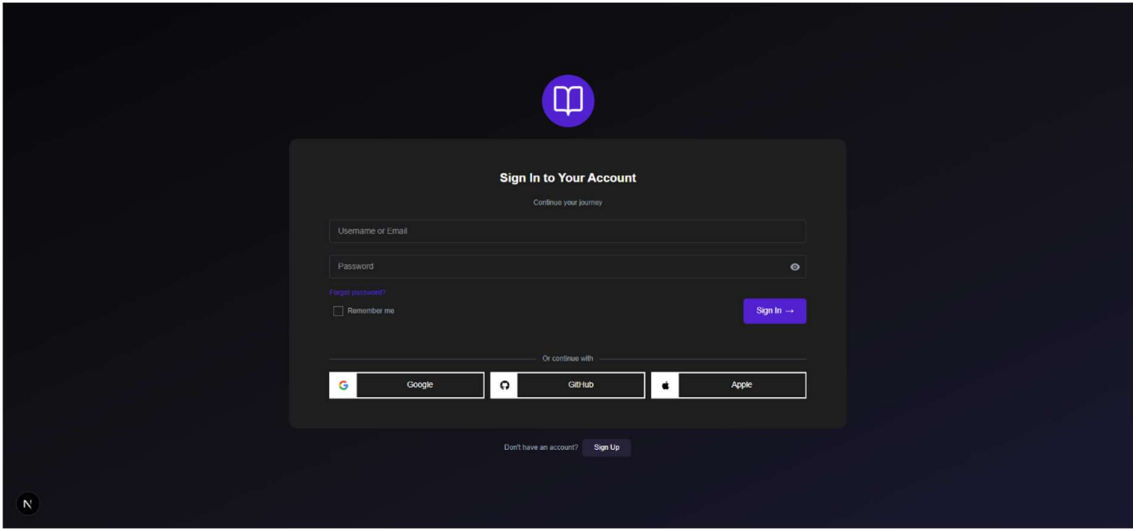 Sign In to Your Account
Continue your journey
Username or Email
Password
Forgot password?
Remember me
Sign In →
Or continue with
Google
GitHub
Apple
Don't have an account? Sign Up
N